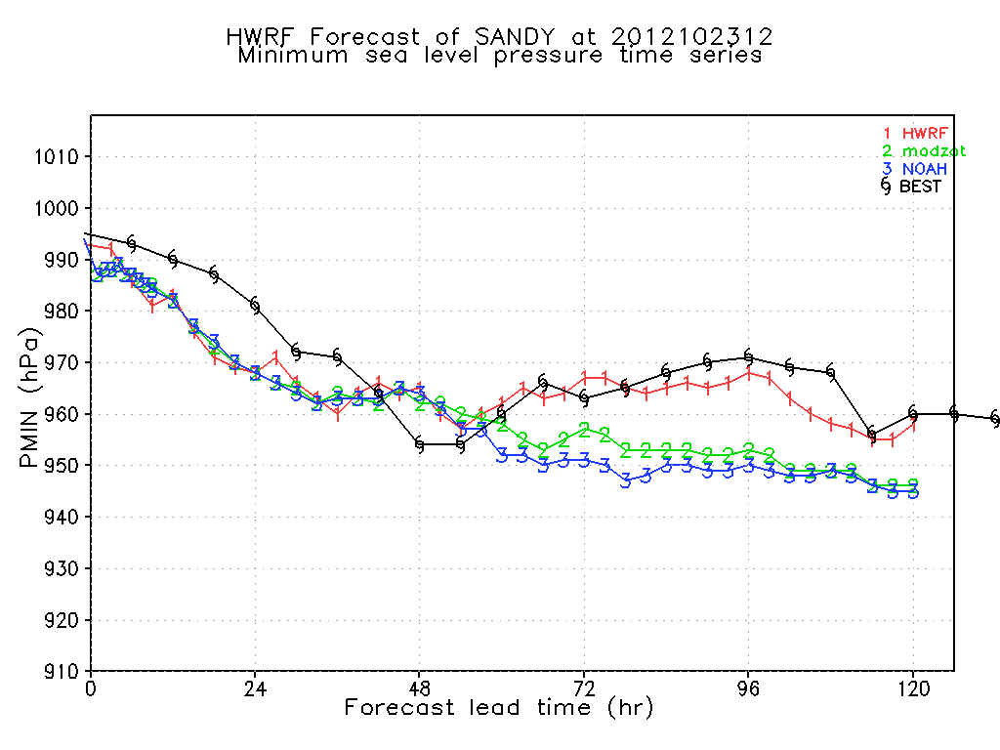 HWRF Forecast of SANDY at 2012102312
Minimum sea level pressure time series
1 HWRF
2 madzat
3 NOAH
BEST
PMIN (hPa)
1010
1000
990
980
970
960
950
940
930
920
910
0 24 48 72 96 120
Forecast lead time (hr)